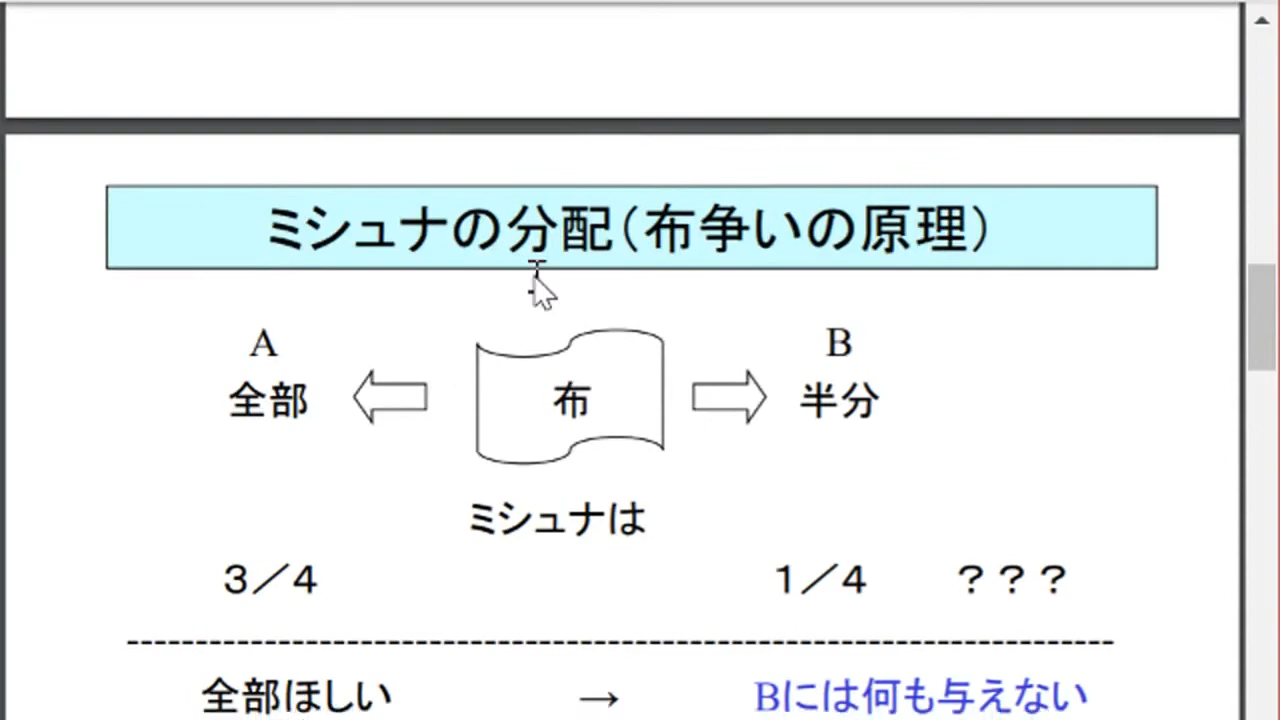 ミシュナの分配(布争いの原理)
A
B
全部
布
半分
ミシュナは
3/4
1/4
???
全部ほしい
→
Bには何も与えない